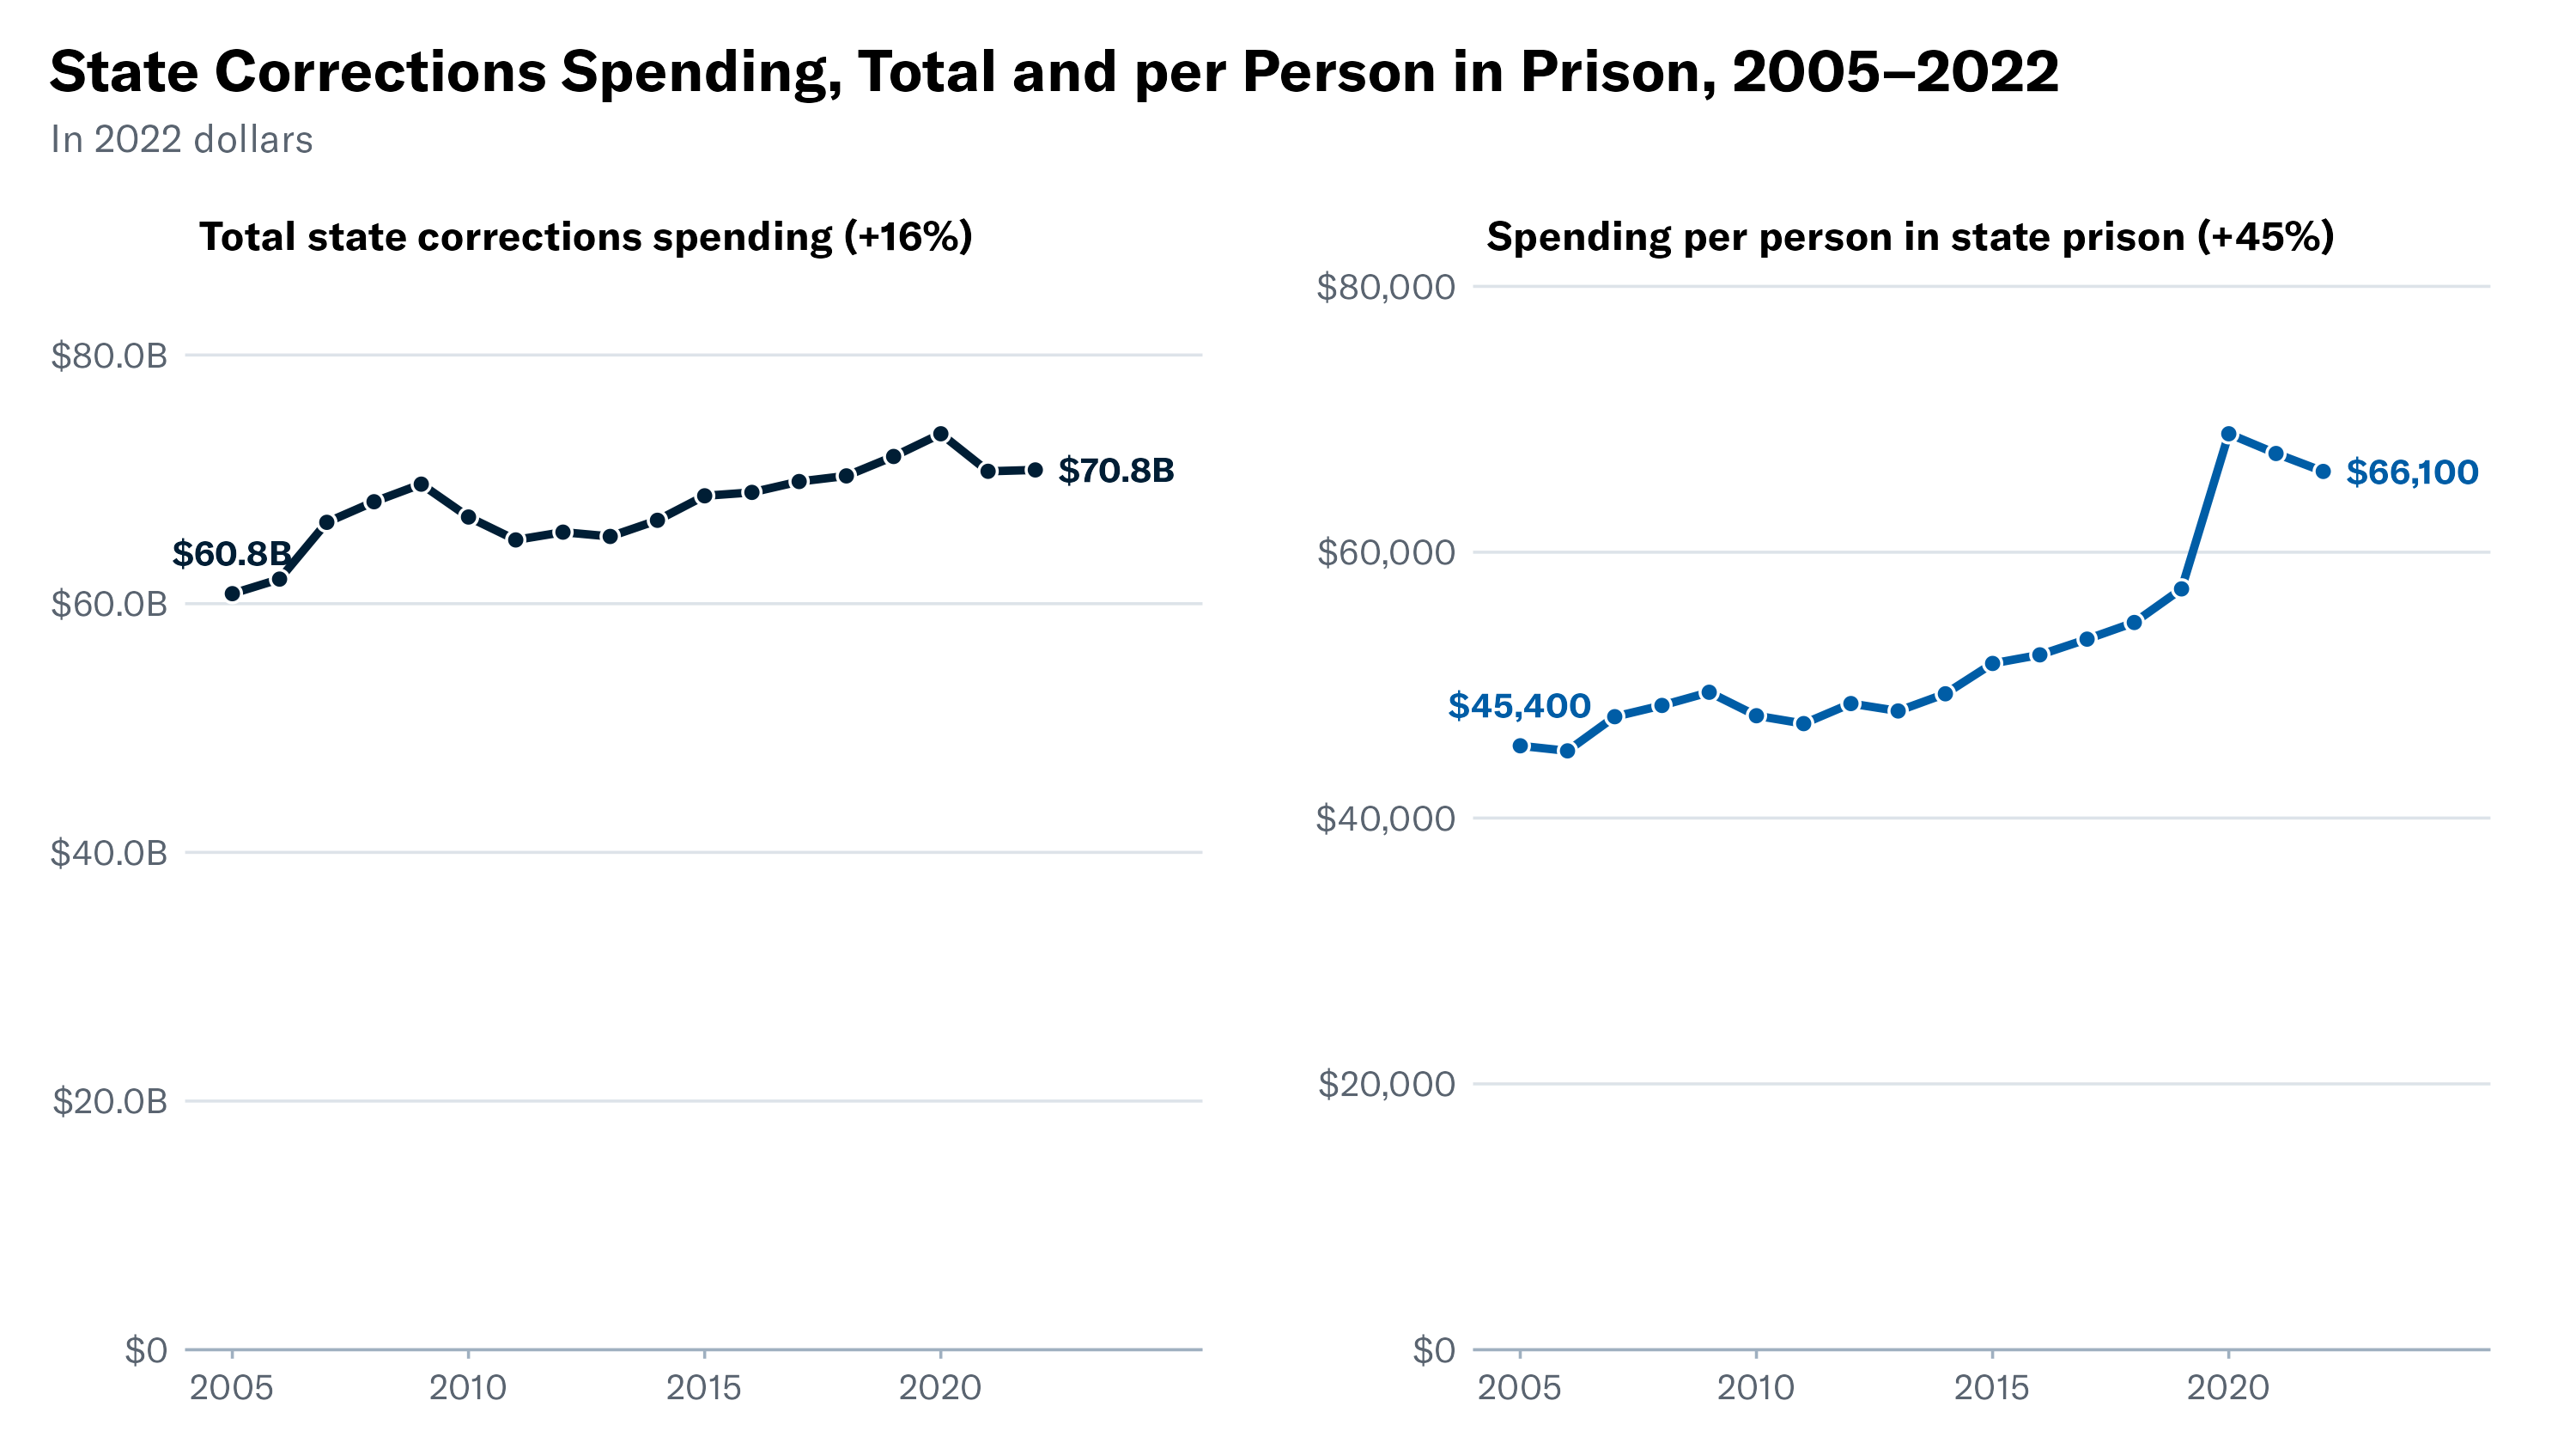 State Corrections Spending, Total and per Person in Prison, 2005–2022
In 2022 dollars
Total state corrections spending (+16%)
$80.0B
$60.0B
$40.0B
$20.0B
$0
$60.8B
$70.8B
2005
2010
2015
2020
Spending per person in state prison (+45%)
$80,000
$60,000
$40,000
$20,000
$0
$45,400
$66,100
2005
2010
2015
2020